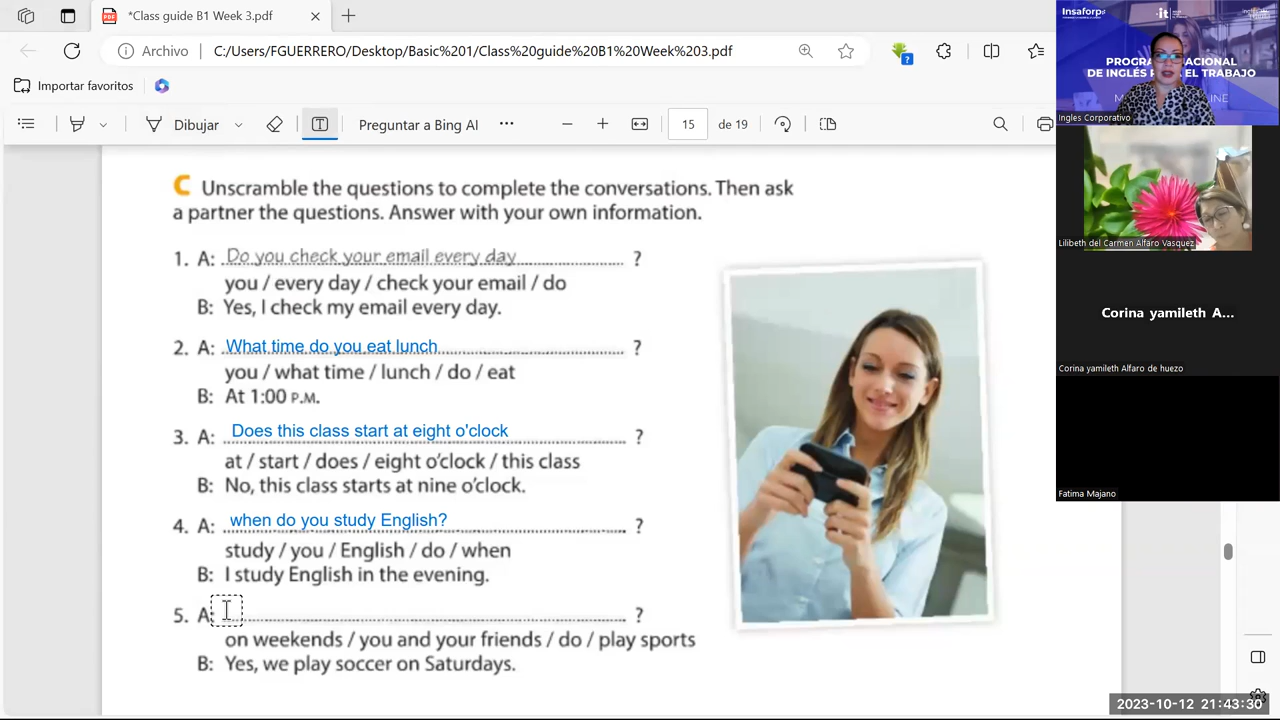 *Class guide B1 Week 3.pdf
Archivo
C:/Users/FGUERRERO/Desktop/Basic%201/Class%20guide%20B1%20Week%203.pdf
Importar favoritos
Dibujar
Preguntar a Bing AI
15
de 19
C Unscramble the questions to complete the conversations. Then ask
a partner the questions. Answer with your own information.
1. A: Do you check your email every day ?
you / every day / check your email / do
B: Yes, I check my email every day.
2. A: What time do you eat lunch ?
you / what time / lunch / do / eat
B: At 1:00 P.M.
3. A: Does this class start at eight o'clock ?
at / start / does / eight o'clock / this class
B: No, this class starts at nine o'clock.
4. A: when do you study English? ?
study / you / English / do / when
B: I study English in the evening.
5. A ?
on weekends / you and your friends / do / play sports
B: Yes, we play soccer on Saturdays.
Insaforp
it
Ingles Corporativo
Lilibeth del Carmen Alfaro Vasquez
Corina yamileth A...
Corina yamileth Alfaro de huezo
Fatima Majano
2023-10-12 21:43:30